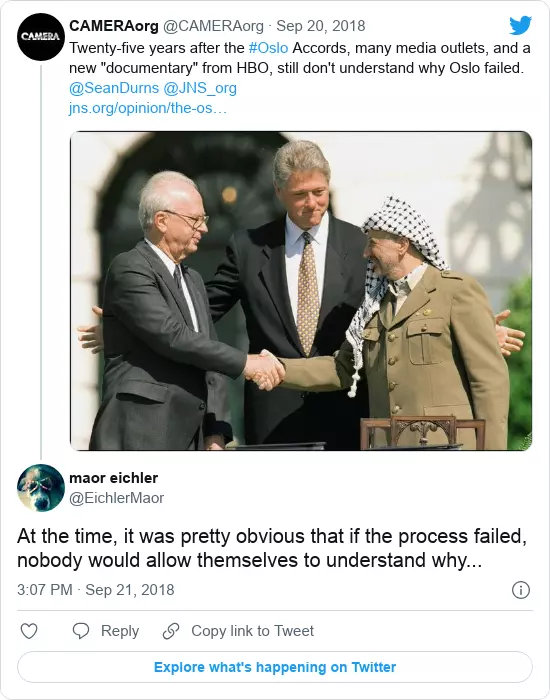 CAMERA
CAMERAorg @CAMERAorg · Sep 20, 2018
Twenty-five years after the #Oslo Accords, many media outlets, and a
new "documentary" from HBO, still don't understand why Oslo failed.
@SeanDurns @JNS_org
jns.org/opinion/the-os…
maor eichler
@EichlerMaor
At the time, it was pretty obvious that if the process failed,
nobody would allow themselves to understand why...
3:07 PM · Sep 21, 2018
Reply
Copy link to Tweet
Explore what's happening on Twitter